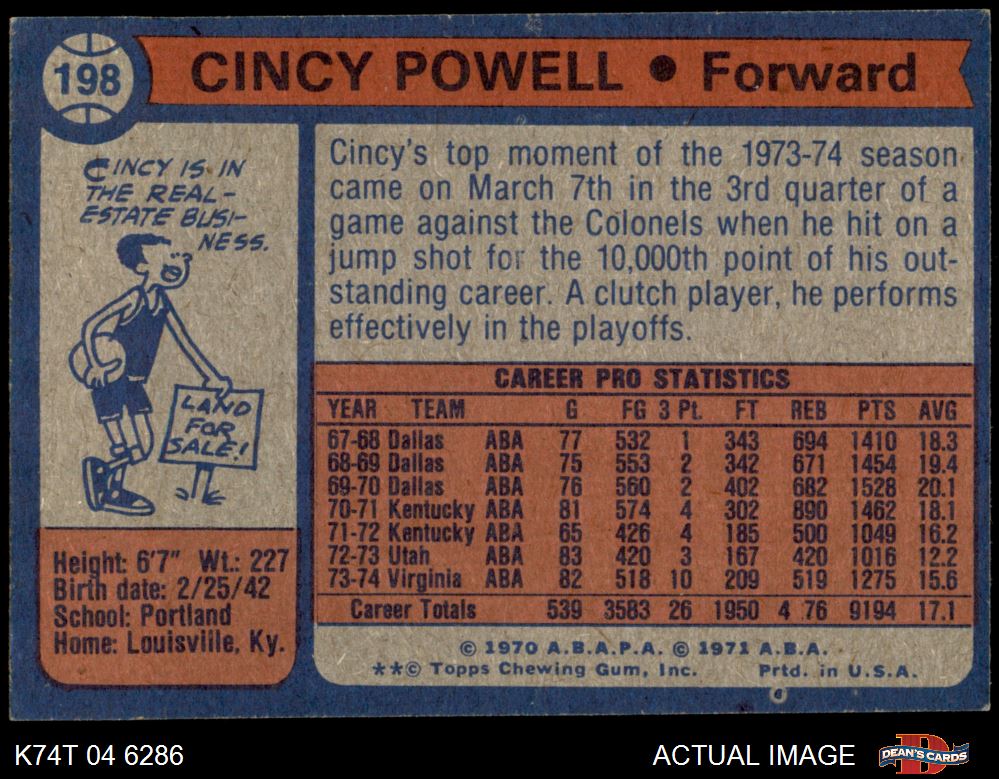 198
CINCY POWELL • Forward
CINCY IS IN
THE REAL-
ESTATE BUSI-
NESS.
LAND
FOR
SALE!
Height: 6'7" Wt.: 227
Birth date: 2/25/42
School: Portland
Home: Louisville, Ky.
Cincy's top moment of the 1973-74 season
came on March 7th in the 3rd quarter of a
game against the Colonels when he hit on a
jump shot for the 10,000th point of his out-
standing career. A clutch player, he performs
effectively in the playoffs.
CAREER PRO STATISTICS
YEAR TEAM G FG 3 Pt. FT REB PTS AVG
67-68 Dallas ABA 77 532 1 343 694 1410 18.3
68-69 Dallas ABA 75 553 2 342 671 1454 19.4
69-70 Dallas ABA 76 560 2 402 682 1528 20.1
70-71 Kentucky ABA 81 574 4 302 890 1462 18.1
71-72 Kentucky ABA 65 426 4 185 500 1049 16.2
72-73 Utah ABA 83 420 3 167 420 1016 12.2
73-74 Virginia ABA 82 518 10 209 519 1275 15.6
Career Totals 539 3583 26 1950 4 76 9194 17.1
© 1970 A.B.A.P.A. © 1971 A.B.A.
**© Topps Chewing Gum, Inc. Prtd. in U.S.A.
K74T 04 6286
ACTUAL IMAGE
DEAN'S CARDS